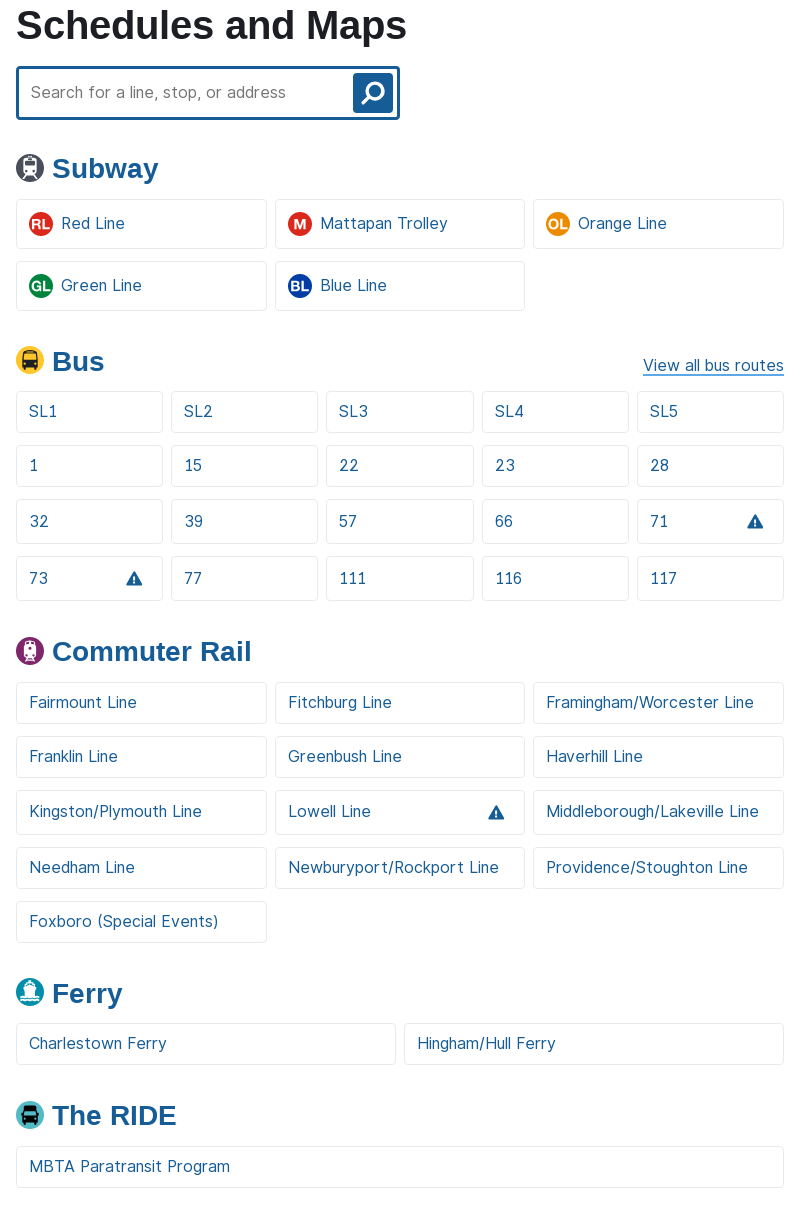 Schedules and Maps
Search for a line, stop, or address
Subway
RL Red Line
M Mattapan Trolley
OL Orange Line
GL Green Line
BL Blue Line
Bus
View all bus routes
SL1
SL2
SL3
SL4
SL5
1
15
22
23
28
32
39
57
66
71
73
77
111
116
117
Commuter Rail
Fairmount Line
Fitchburg Line
Framingham/Worcester Line
Franklin Line
Greenbush Line
Haverhill Line
Kingston/Plymouth Line
Lowell Line
Middleborough/Lakeville Line
Needham Line
Newburyport/Rockport Line
Providence/Stoughton Line
Foxboro (Special Events)
Ferry
Charlestown Ferry
Hingham/Hull Ferry
The RIDE
MBTA Paratransit Program